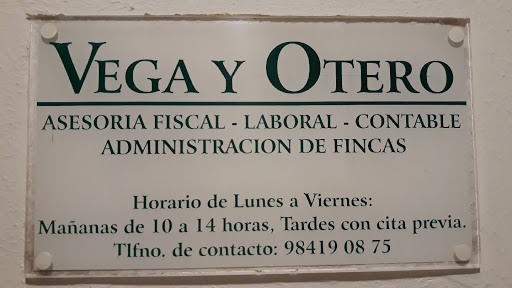 VEGA Y OTERO
ASESORIA FISCAL - LABORAL - CONTABLE
ADMINISTRACION DE FINCAS
Horario de Lunes a Viernes:
Mañanas de 10 a 14 horas, Tardes con cita previa.
Tlfno. de contacto: 98419 08 75